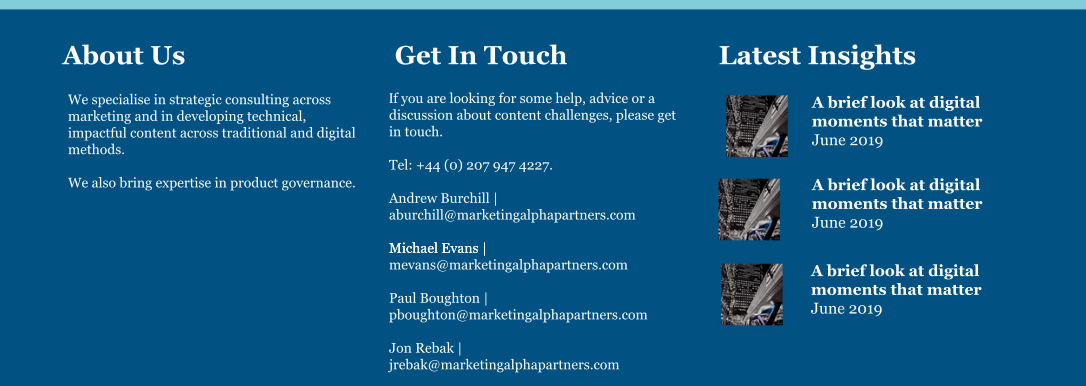 About Us
We specialise in strategic consulting across
marketing and in developing technical,
impactful content across traditional and digital
methods.
We also bring expertise in product governance.
Get In Touch
If you are looking for some help, advice or a
discussion about content challenges, please get
in touch.
Tel: +44 (0) 207 947 4227.
Andrew Burchill |
aburchill@marketingalphapartners.com
Michael Evans |
mevans@marketingalphapartners.com
Paul Boughton |
pboughton@marketingalphapartners.com
Jon Rebak |
jrebak@marketingalphapartners.com
Latest Insights
A brief look at digital
moments that matter
June 2019
A brief look at digital
moments that matter
June 2019
A brief look at digital
moments that matter
June 2019